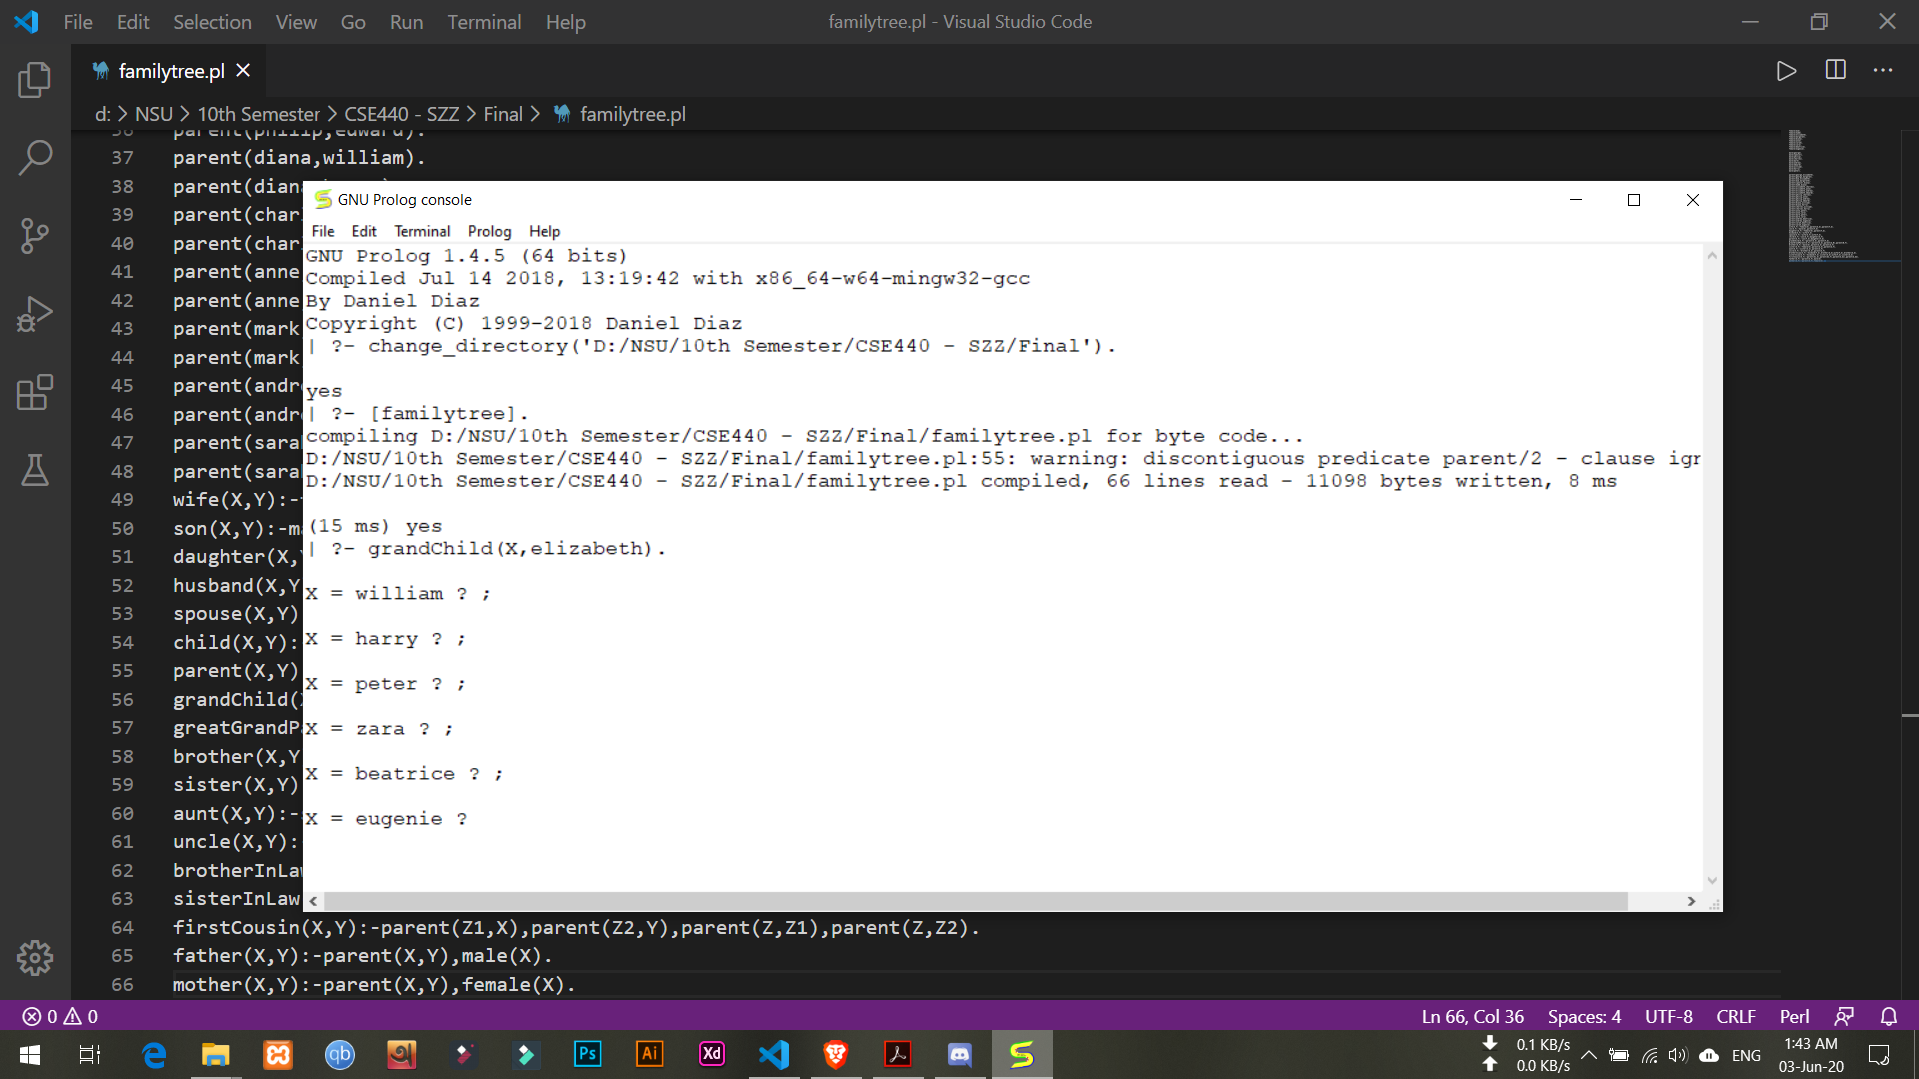 File Edit Selection View Go Run Terminal Help familytree.pl - Visual Studio Code
familytree.pl
d: > NSU > 10th Semester > CSE440 - SZZ > Final > familytree.pl
36 parent(philip,edward).
37 parent(diana,william).
38 parent(diana
39 parent(char
40 parent(char
41 parent(anne
42 parent(anne
43 parent(mark
44 parent(mark
45 parent(andr
46 parent(andr
47 parent(sara
48 parent(sara
49 wife(X,Y):-
50 son(X,Y):-m
51 daughter(X,
52 husband(X,Y
53 spouse(X,Y)
54 child(X,Y):
55 parent(X,Y)
56 grandChild(
57 greatGrandP
58 brother(X,Y
59 sister(X,Y)
60 aunt(X,Y):-
61 uncle(X,Y):
62 brotherInLaw
63 sisterInLaw
64 firstCousin(X,Y):-parent(Z1,X),parent(Z2,Y),parent(Z,Z1),parent(Z,Z2).
65 father(X,Y):-parent(X,Y),male(X).
66 mother(X,Y):-parent(X,Y),female(X).
GNU Prolog console
File Edit Terminal Prolog Help
GNU Prolog 1.4.5 (64 bits)
Compiled Jul 14 2018, 13:19:42 with x86_64-w64-mingw32-gcc
By Daniel Diaz
Copyright (C) 1999-2018 Daniel Diaz
| ?- change_directory('D:/NSU/10th Semester/CSE440 - SZZ/Final').
yes
| ?- [familytree].
compiling D:/NSU/10th Semester/CSE440 - SZZ/Final/familytree.pl for byte code...
D:/NSU/10th Semester/CSE440 - SZZ/Final/familytree.pl:55: warning: discontiguous predicate parent/2 - clause igr
D:/NSU/10th Semester/CSE440 - SZZ/Final/familytree.pl compiled, 66 lines read - 11098 bytes written, 8 ms
(15 ms) yes
| ?- grandChild(X,elizabeth).
X = william ? ;
X = harry ? ;
X = peter ? ;
X = zara ? ;
X = beatrice ? ;
X = eugenie ?
0 0 Ln 66, Col 36 Spaces: 4 UTF-8 CRLF Perl
qb Ps Ai Xd
0.1 KB/s
0.0 KB/s
ENG
1:43 AM
03-Jun-20